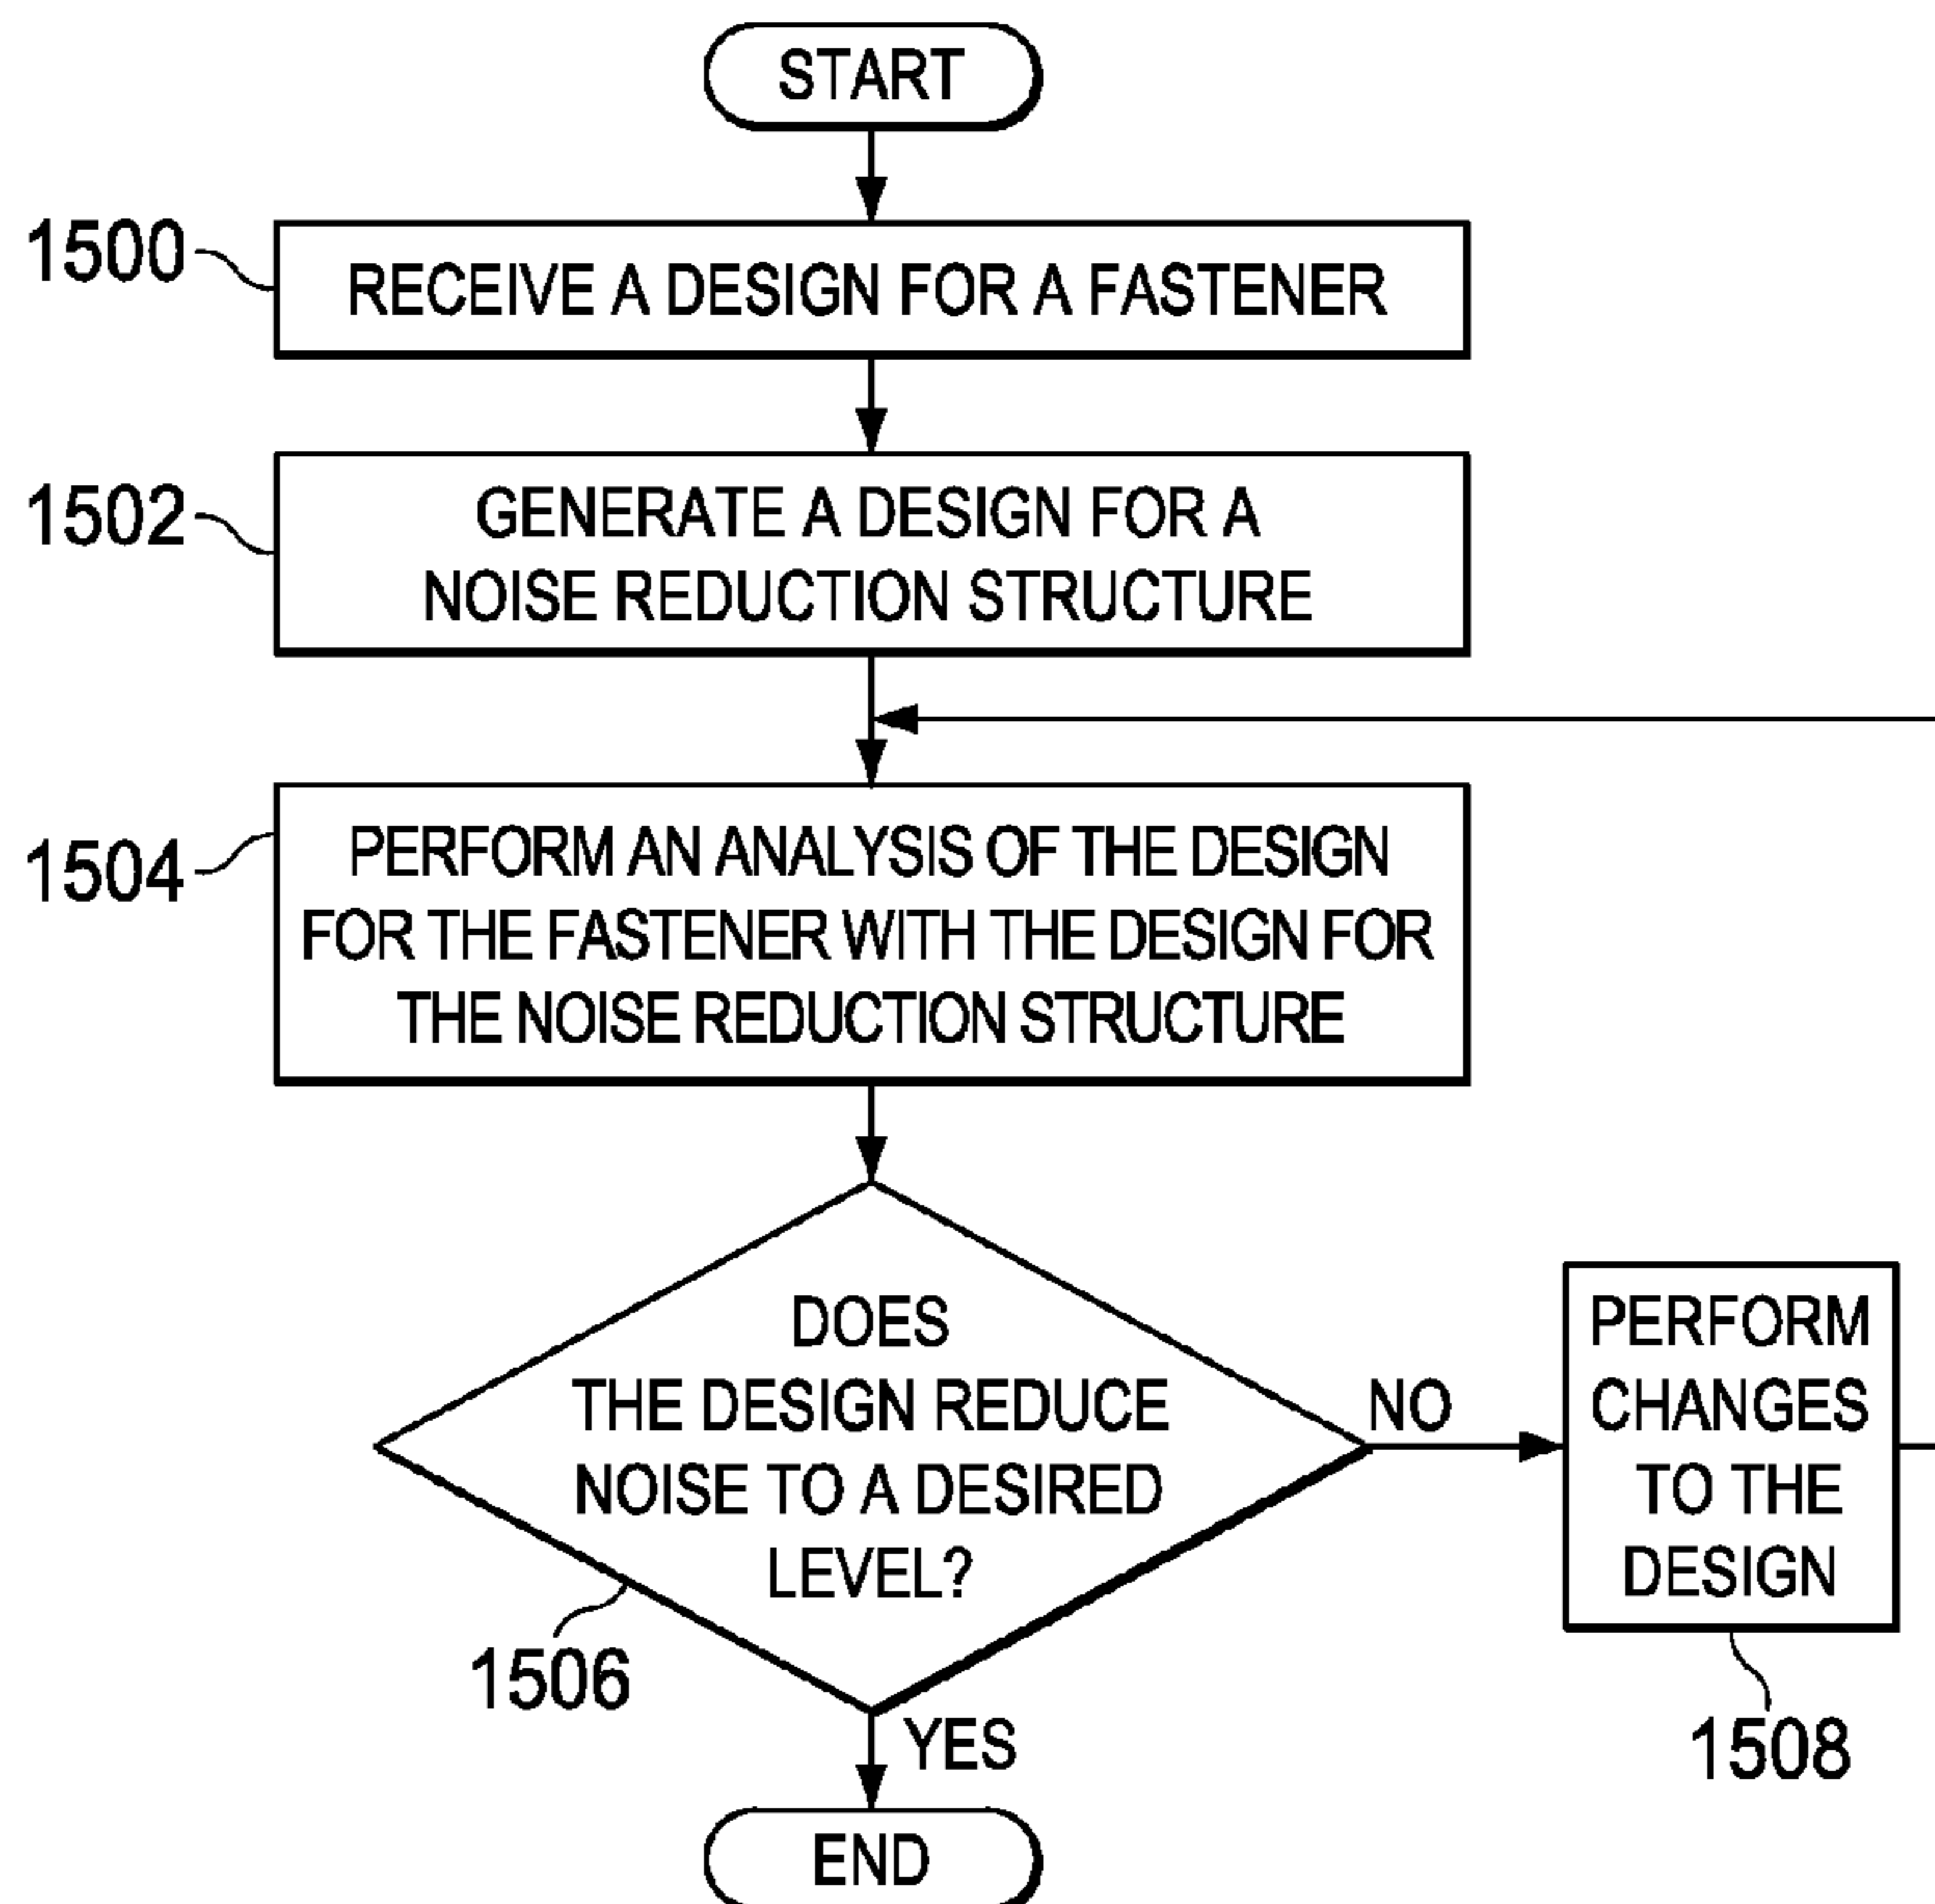 START
1500
RECEIVE A DESIGN FOR A FASTENER
1502
GENERATE A DESIGN FOR A
NOISE REDUCTION STRUCTURE
1504
PERFORM AN ANALYSIS OF THE DESIGN
FOR THE FASTENER WITH THE DESIGN FOR
THE NOISE REDUCTION STRUCTURE
DOES
THE DESIGN REDUCE
NOISE TO A DESIRED
LEVEL?
1506
NO
PERFORM
CHANGES
TO THE
DESIGN
1508
YES
END